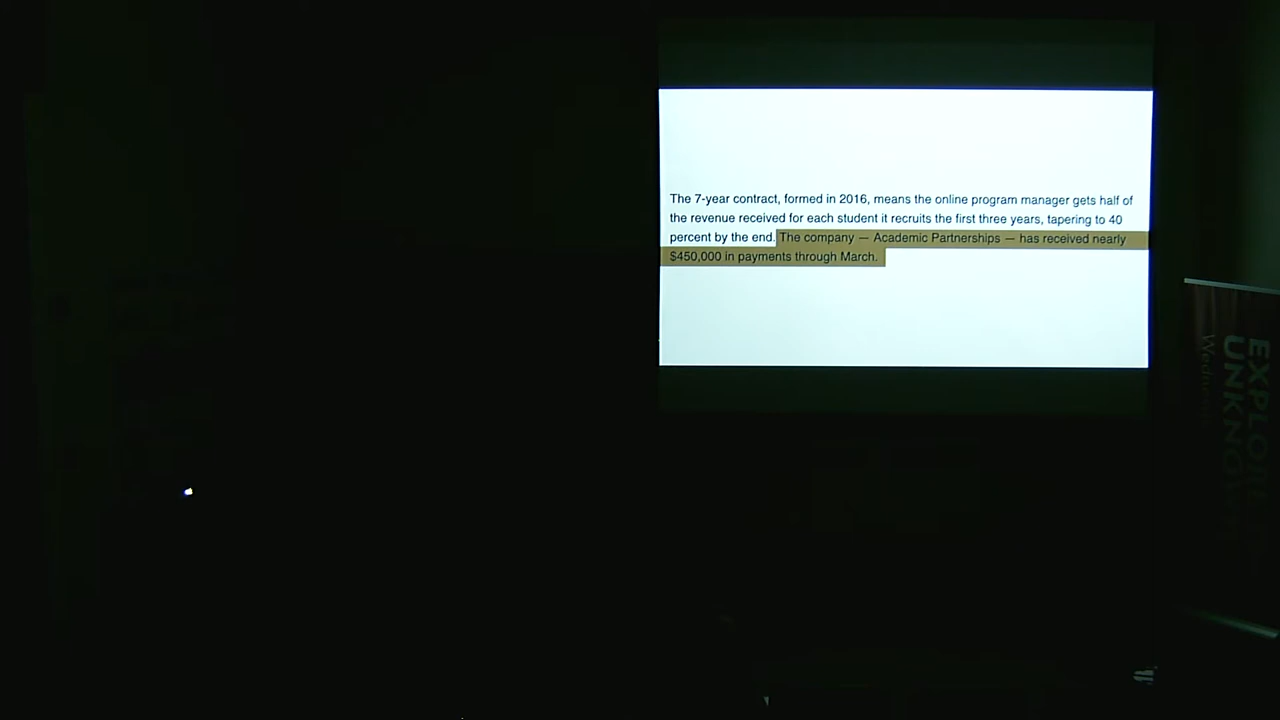 The 7-year contract, formed in 2016, means the online program manager gets half of
the revenue received for each student it recruits the first three years, tapering to 40
percent by the end. The company — Academic Partnerships — has received nearly
$450,000 in payments through March.
EXPLORE
UNKNOWN